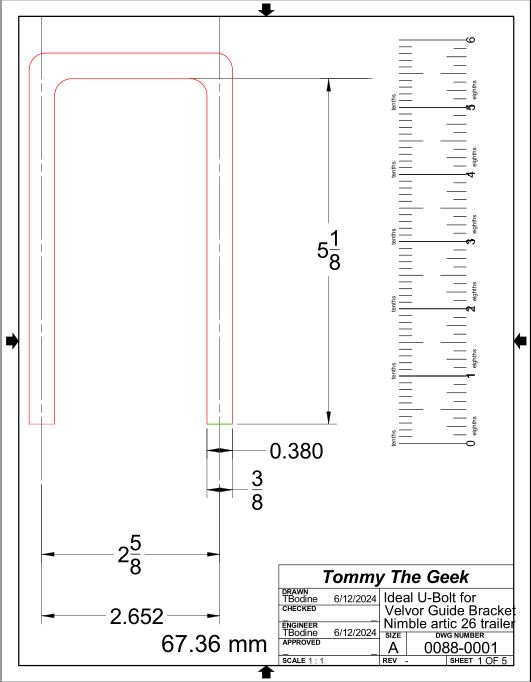 6
5
4
3
2
1
0
tenths
eighths
tenths
eighths
tenths
eighths
tenths
eighths
tenths
eighths
tenths
eighths
5 1/8
0.380
3/8
2 5/8
2.652
67.36 mm
Tommy The Geek
DRAWN
TBodine 6/12/2024
CHECKED
ENGINEER
TBodine 6/12/2024
APPROVED
Ideal U-Bolt for
Velvor Guide Bracket
Nimble artic 26 trailer
SIZE DWG NUMBER
A 0088-0001
SCALE 1 : 1 REV - SHEET 1 OF 5